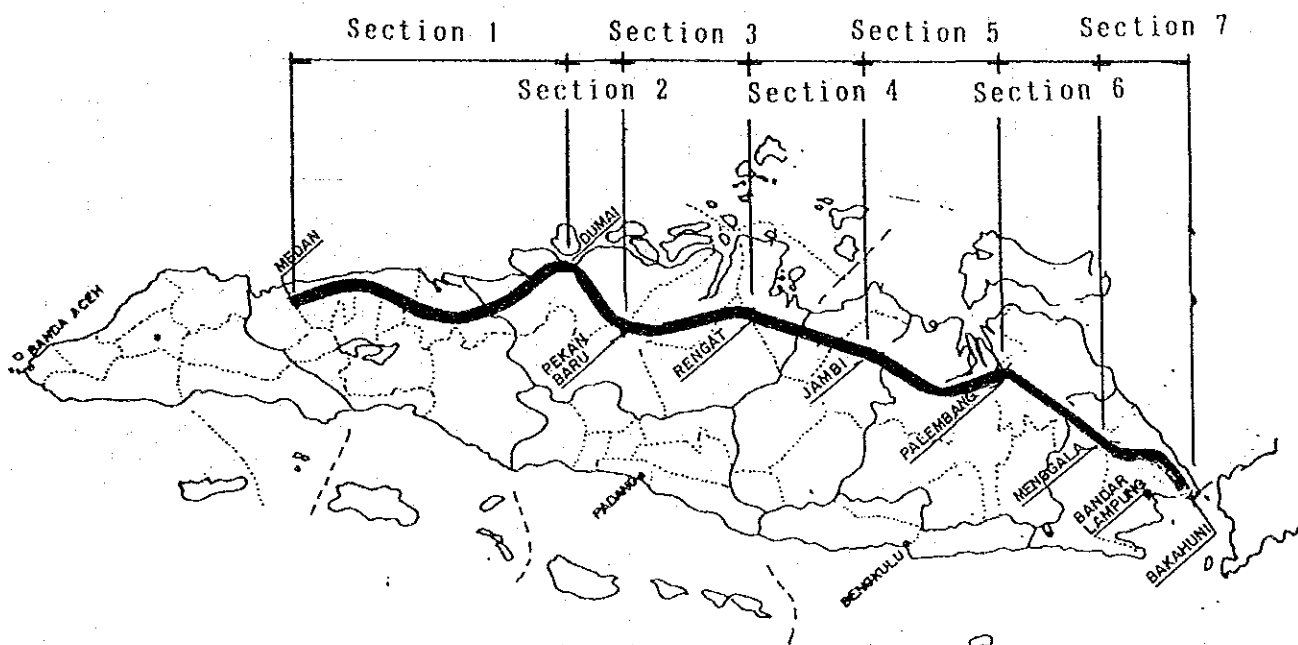 Section 1
Section 3
Section 5
Section 7
Section 2
Section 4
Section 6
MEDAN
DUMAI
BANDA ACEH
PEKAN
BARU
RENGAT
JAMBI
PALEMBANG
MENGGALA
BANDAR
LAMPUNG
BAKAHUNI
PADANG
BENGKULU